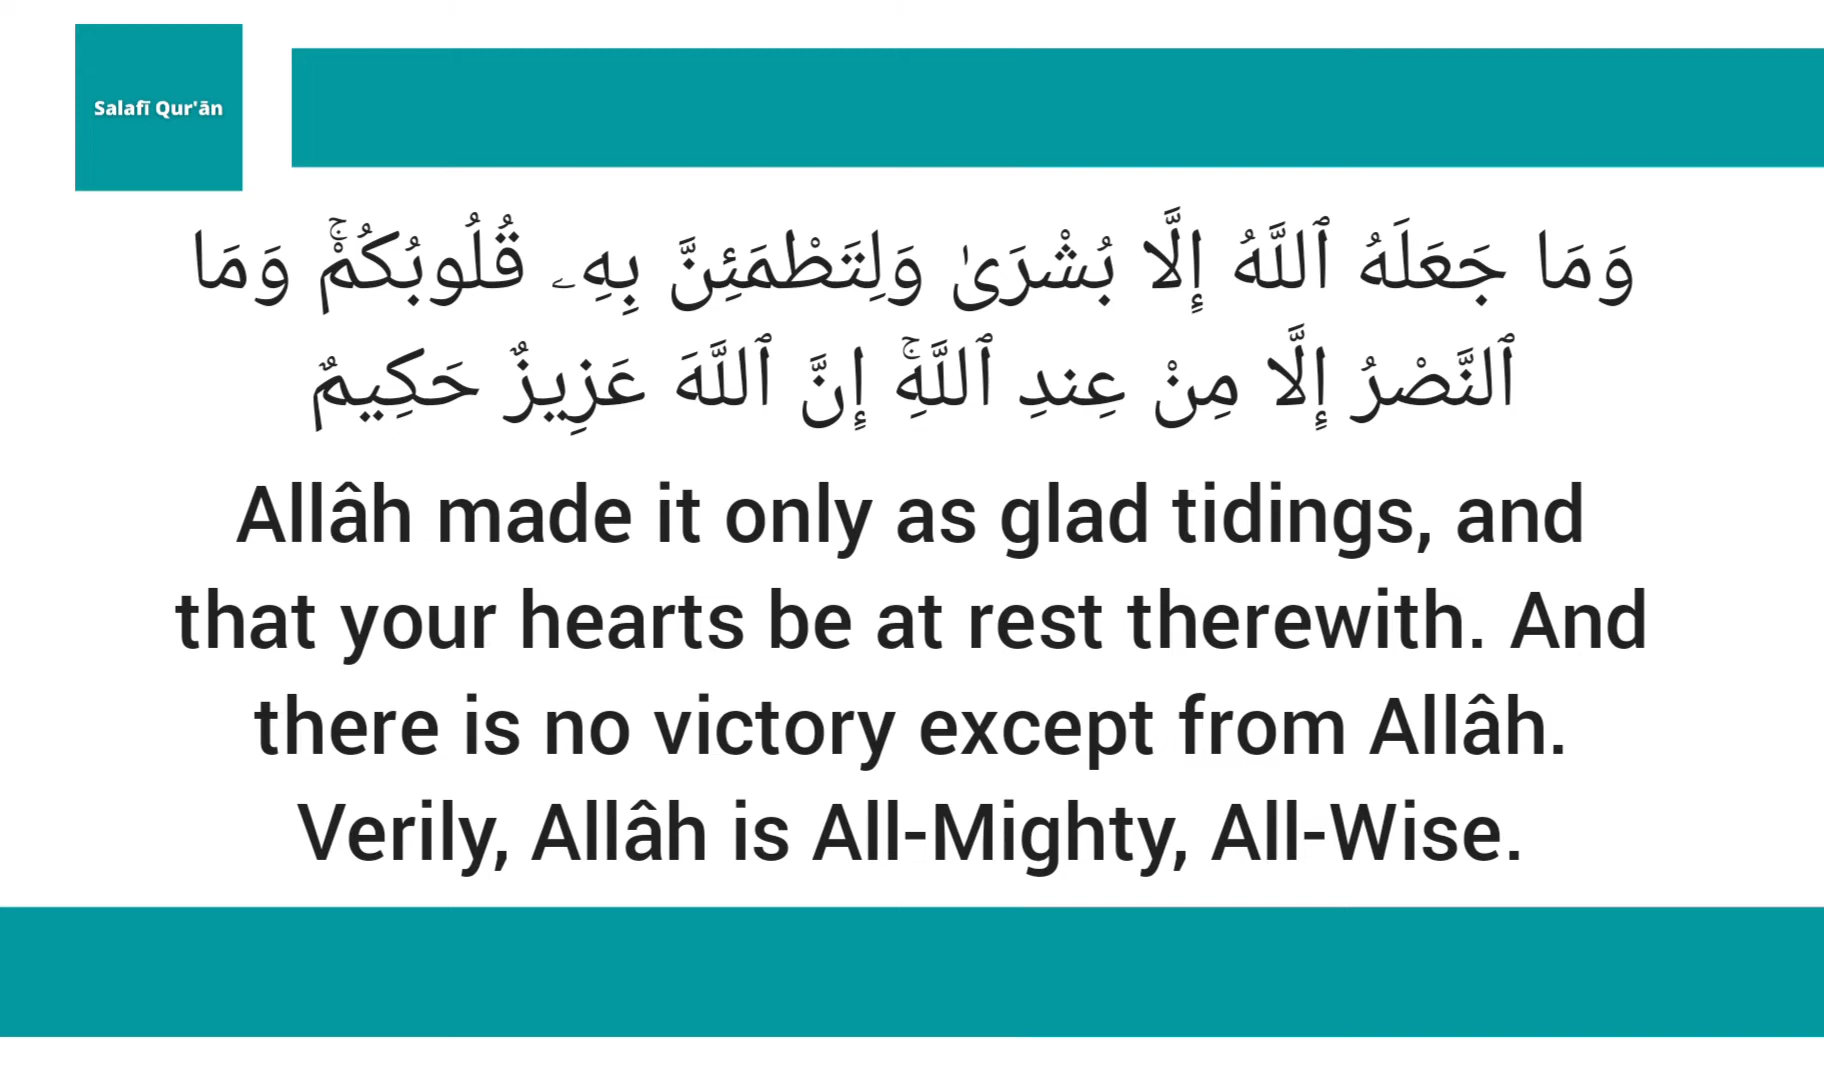 Salafī Qur'ān
وَمَا جَعَلَهُ ٱللَّهُ إِلَّا بُشْرَىٰ وَلِتَطْمَئِنَّ بِهِۦ قُلُوبُكُمْۚ وَمَا
ٱلنَّصْرُ إِلَّا مِنْ عِندِ ٱللَّهِۚ إِنَّ ٱللَّهَ عَزِيزٌ حَكِيمٌ
Allâh made it only as glad tidings, and
that your hearts be at rest therewith. And
there is no victory except from Allâh.
Verily, Allâh is All-Mighty, All-Wise.